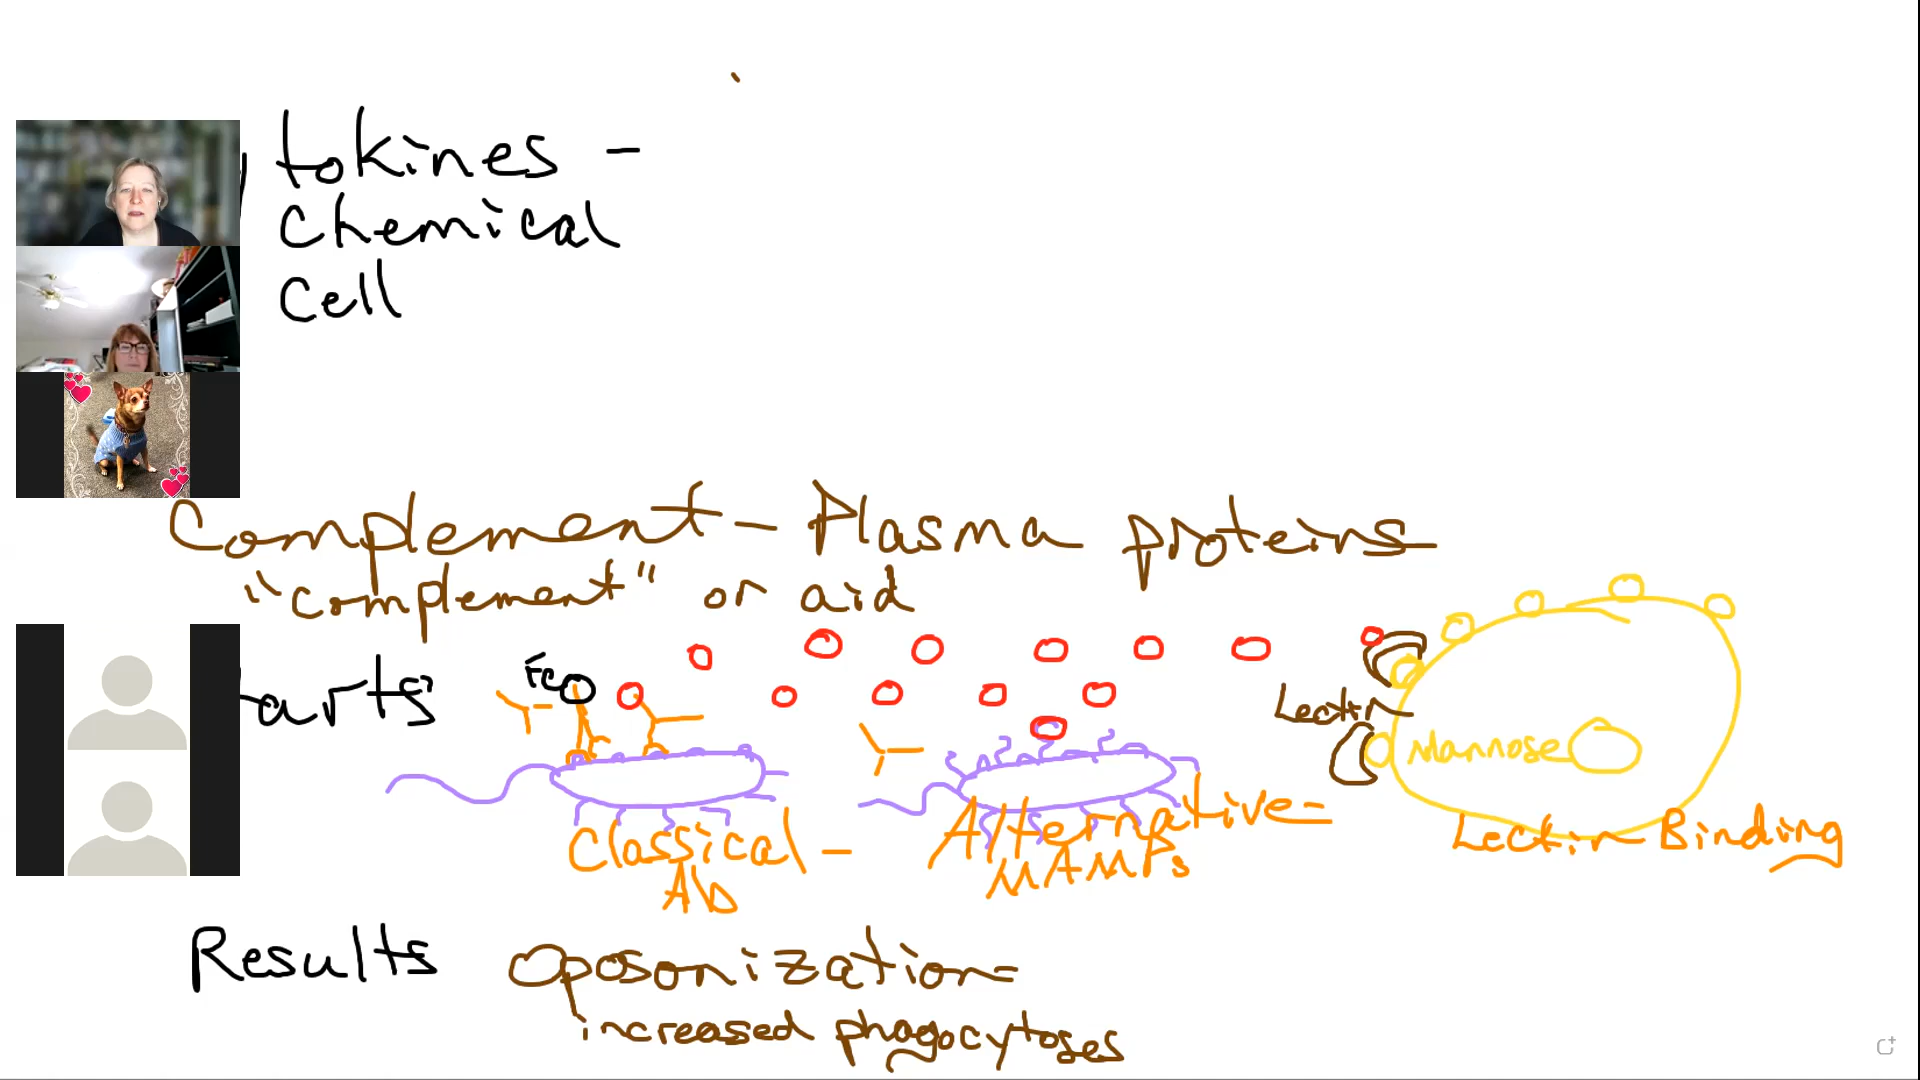 tokines -
Chemical
Cell
Complement - Plasma proteins
"complement" or aid
arts
Fc
Lectin
Mannose
Classical -
Ab
Alternative -
MAMPs
Lectin Binding
Results
Oposonization =
increased phagocytoses